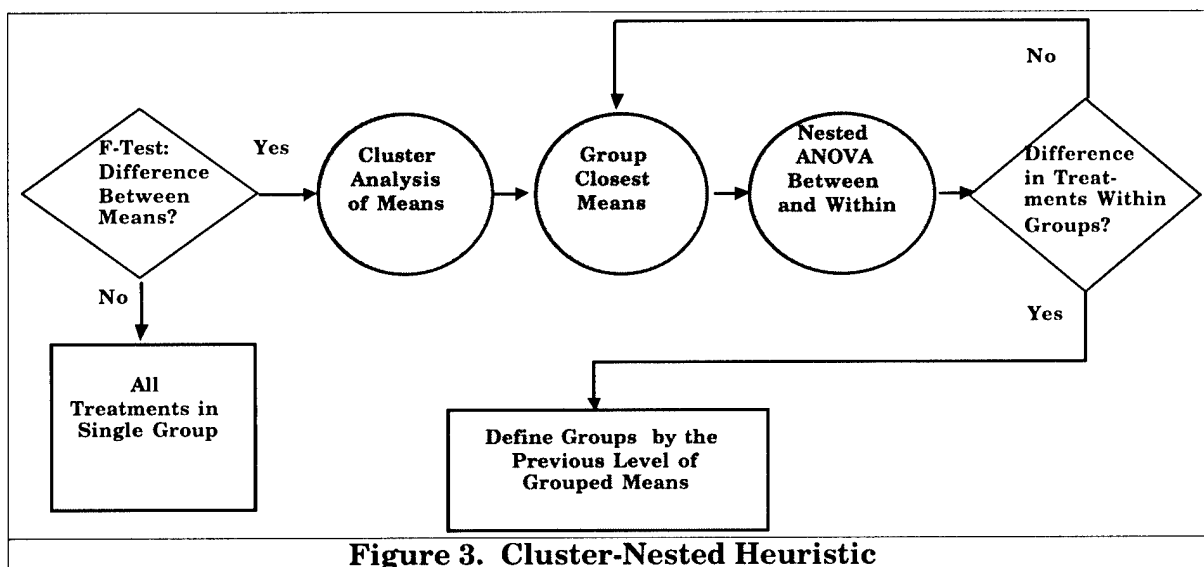 F-Test:
Difference
Between
Means?
Yes
No
All
Treatments in
Single Group
Cluster
Analysis
of Means
Group
Closest
Means
Nested
ANOVA
Between
and Within
Difference
in Treat-
ments Within
Groups?
No
Yes
Define Groups by the
Previous Level of
Grouped Means
Figure 3. Cluster-Nested Heuristic